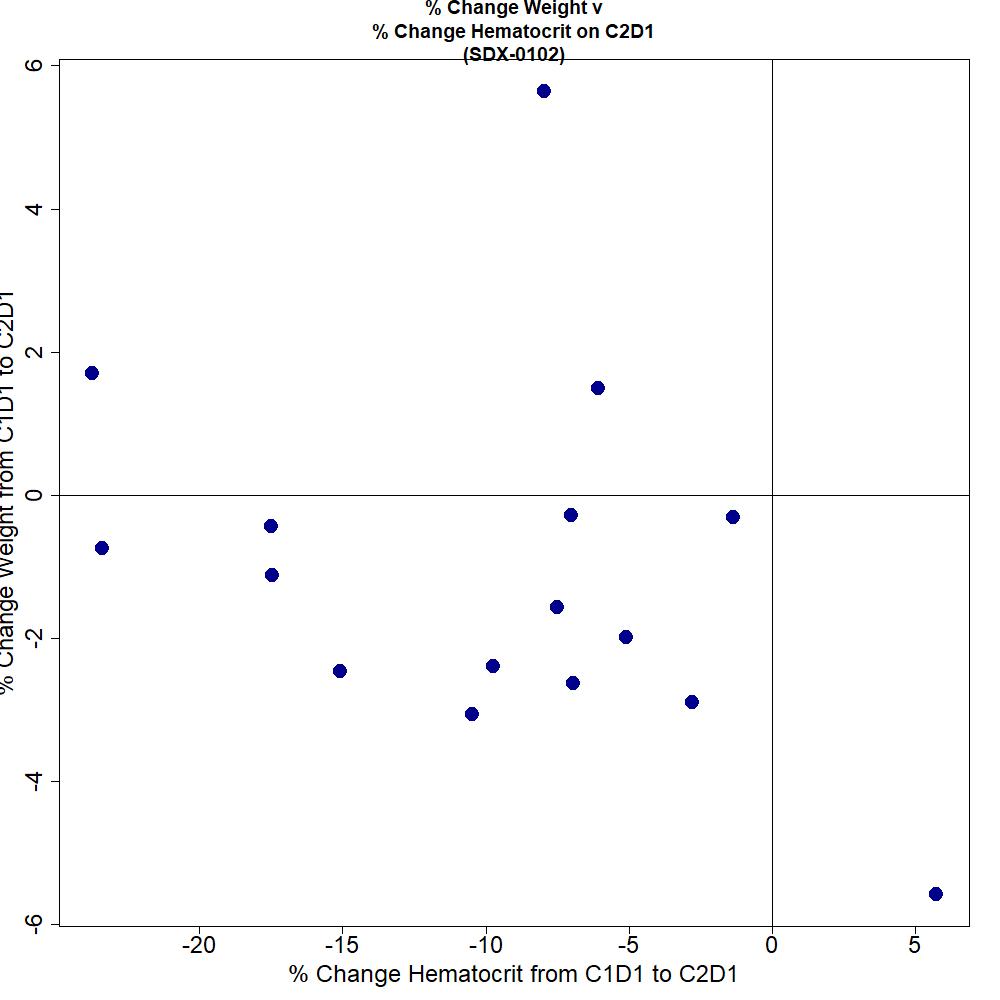 % Change Weight v
% Change Hematocrit on C2D1
(SDX-0102)
% Change Weight from C1D1 to C2D1
6
4
2
0
-2
-4
-6
-20 -15 -10 -5 0 5
% Change Hematocrit from C1D1 to C2D1